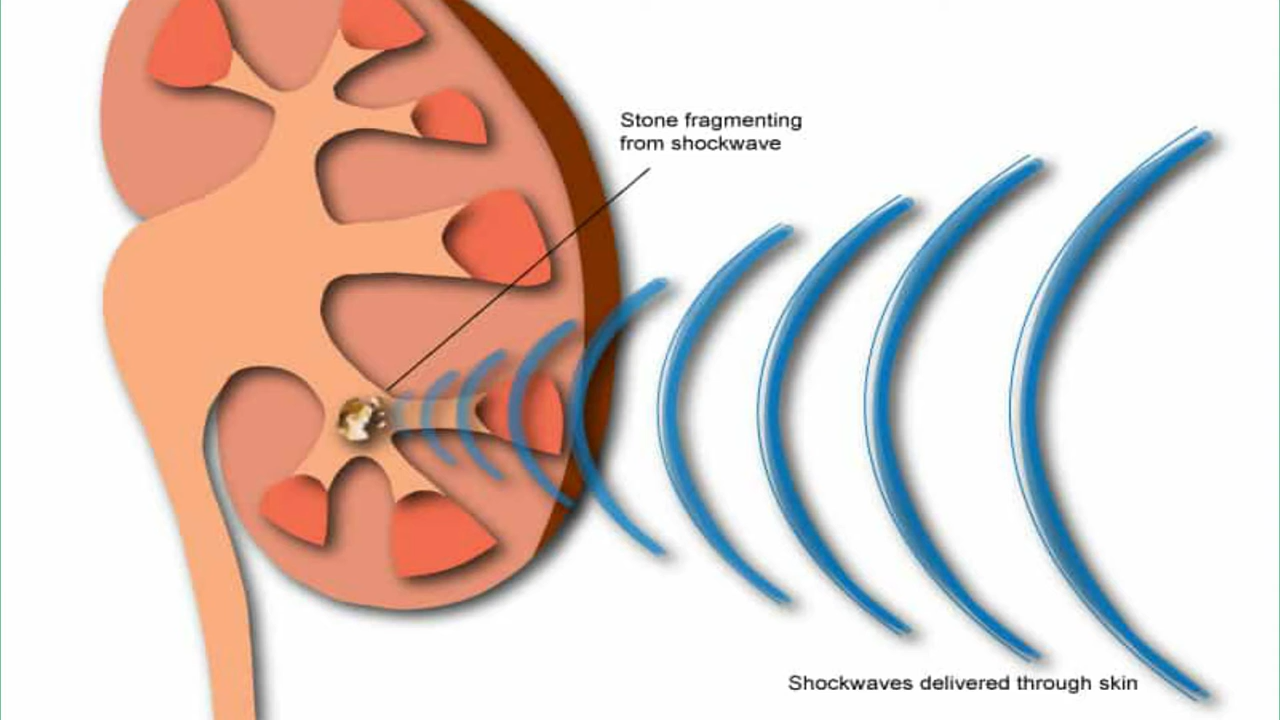 Stone fragmenting
from shockwave
Shockwaves delivered through skin